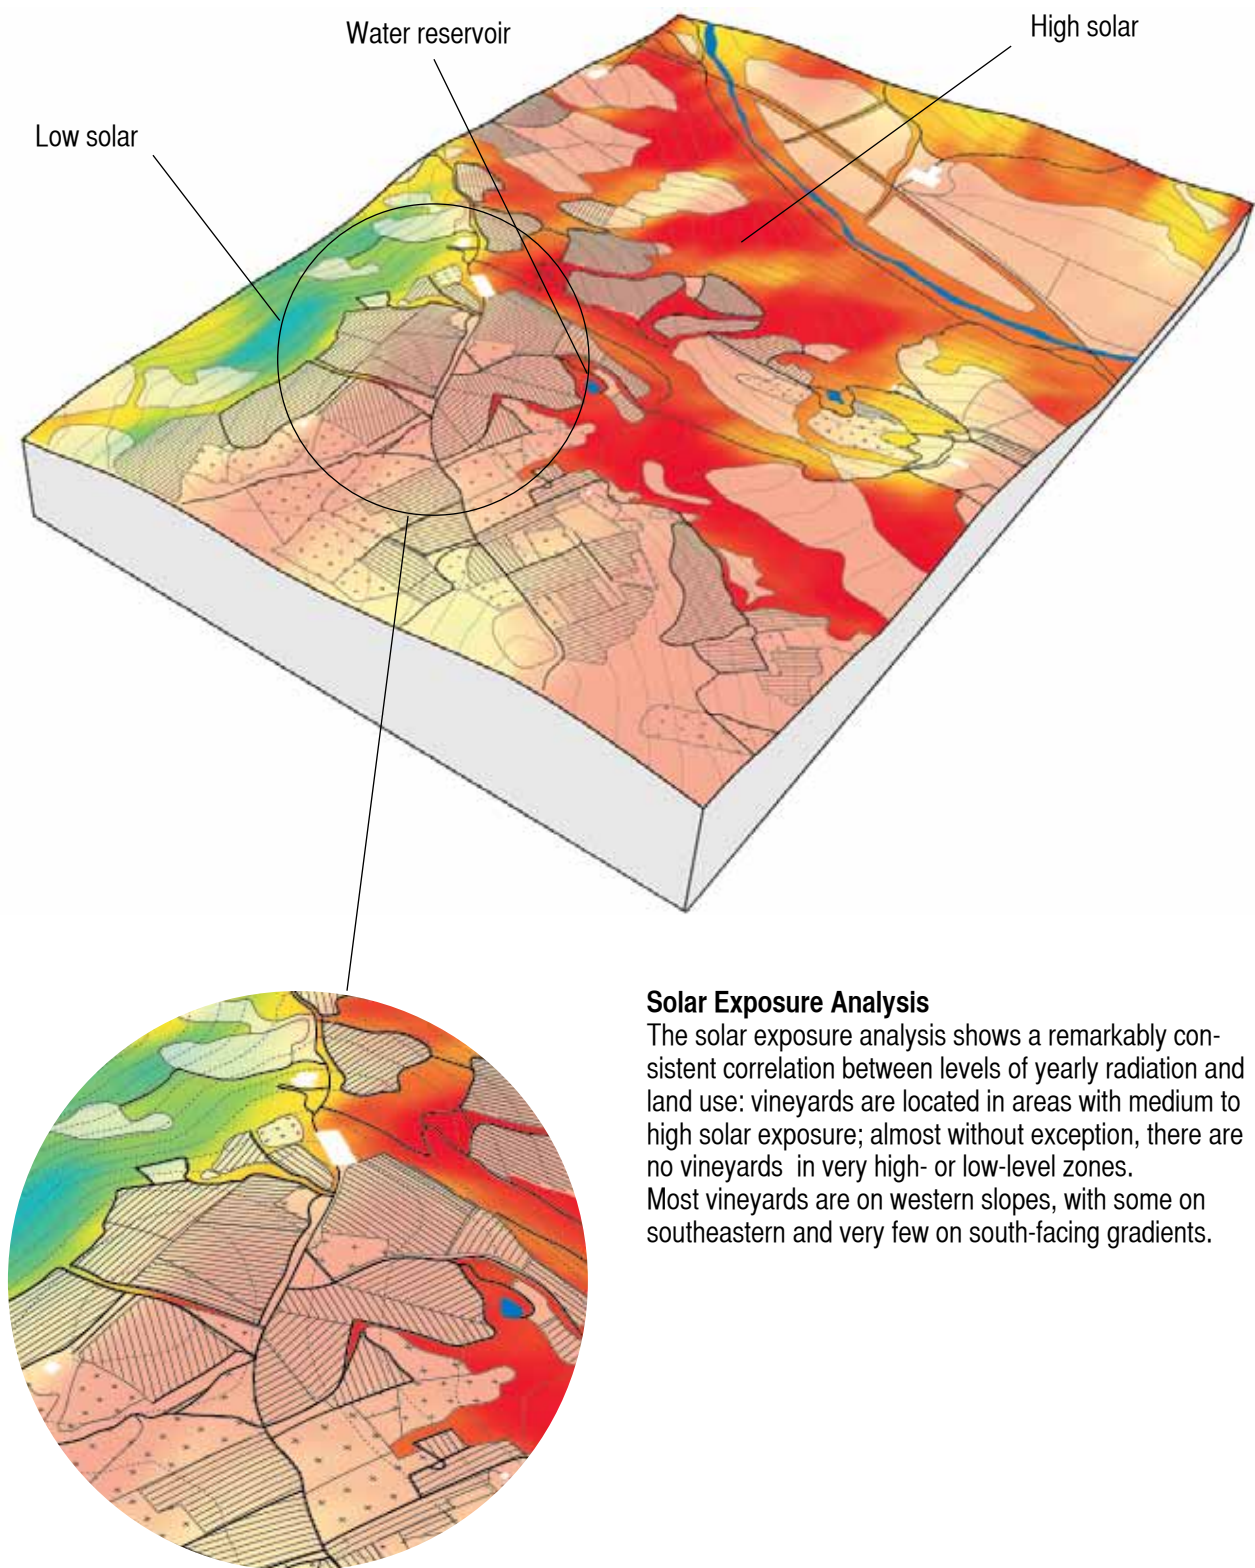 Water reservoir
High solar
Low solar
Solar Exposure Analysis
The solar exposure analysis shows a remarkably con-
sistent correlation between levels of yearly radiation and
land use: vineyards are located in areas with medium to
high solar exposure; almost without exception, there are
no vineyards  in very high- or low-level zones.
Most vineyards are on western slopes, with some on
southeastern and very few on south-facing gradients.